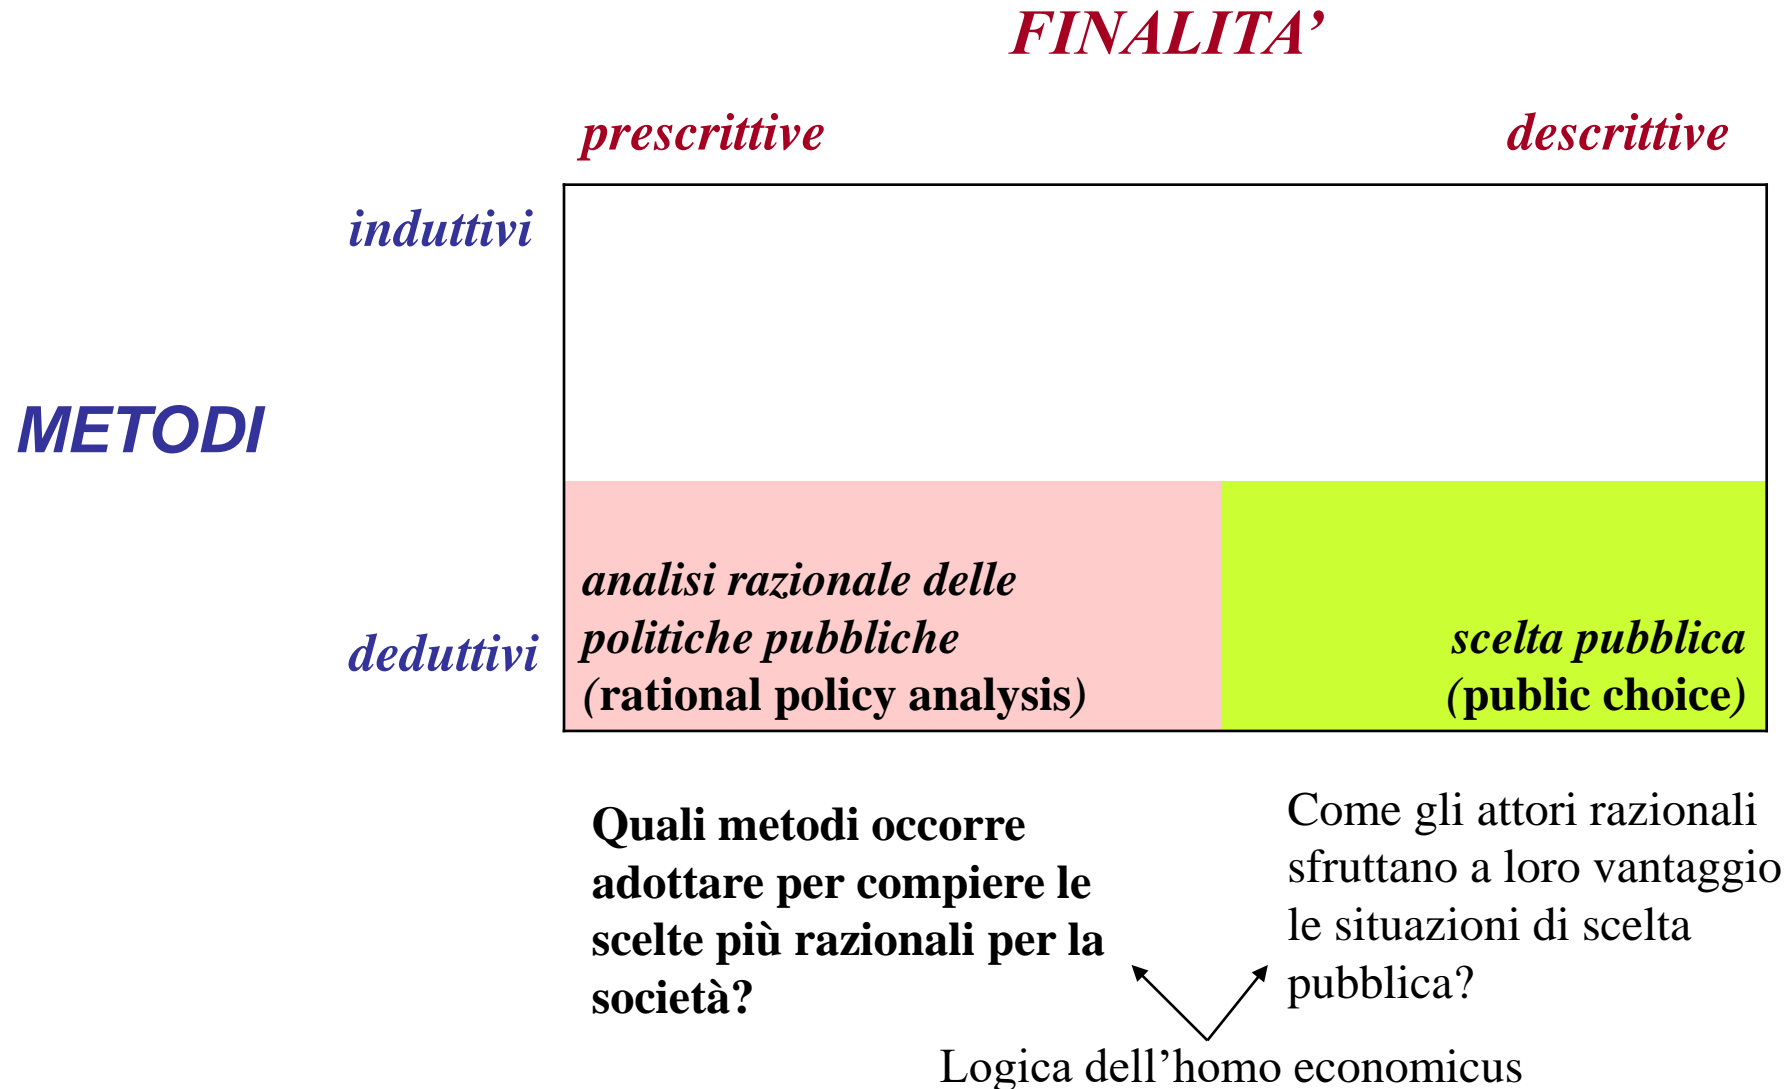 FINALITA’
prescrittive
descrittive
induttivi
METODI
deduttivi
analisi razionale delle
politiche pubbliche
(rational policy analysis)
scelta pubblica
(public choice)
Quali metodi occorre
adottare per compiere le
scelte più razionali per la
società?
Come gli attori razionali
sfruttano a loro vantaggio
le situazioni di scelta
pubblica?
Logica dell’homo economicus